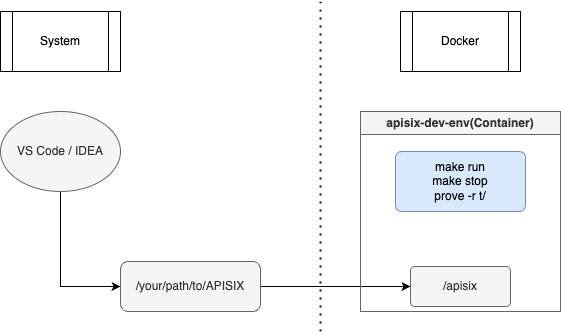 System
Docker
apisix-dev-env(Container)
VS Code / IDEA
make run
make stop
prove -r t/
/your/path/to/APISIX
/apisix